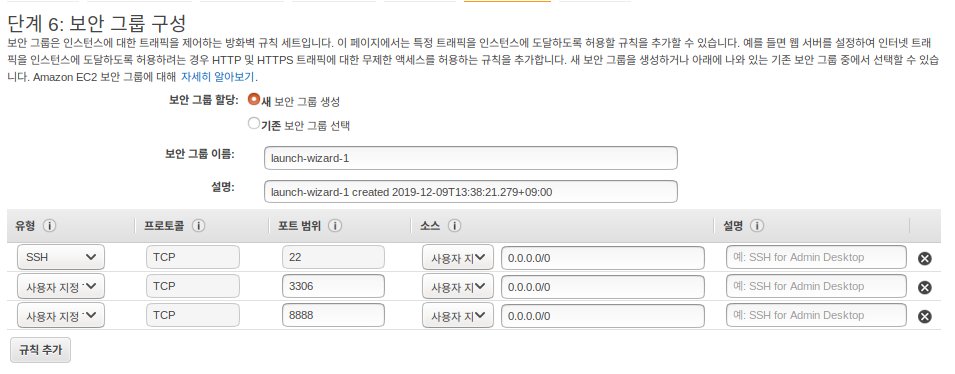 단계 6: 보안 그룹 구성
보안 그룹은 인스턴스에 대한 트래픽을 제어하는 방화벽 규칙 세트입니다. 이 페이지에서는 특정 트래픽을 인스턴스에 도달하도록 허용할 규칙을 추가할 수 있습니다. 예를 들면 웹 서버를 설정하여 인터넷 트래
픽을 인스턴스에 도달하도록 허용하려는 경우 HTTP 및 HTTPS 트래픽에 대한 무제한 액세스를 허용하는 규칙을 추가합니다. 새 보안 그룹을 생성하거나 아래에 나와 있는 기존 보안 그룹 중에서 선택할 수 있습니
다. Amazon EC2 보안 그룹에 대해 자세히 알아보기.
보안 그룹 할당: 새 보안 그룹 생성
기존 보안 그룹 선택
보안 그룹 이름: launch-wizard-1
설명: launch-wizard-1 created 2019-12-09T13:38:21.279+09:00
유형 i 프로토콜 i 포트 범위 i 소스 i 설명 i
SSH TCP 22 사용자 지 0.0.0.0/0 예: SSH for Admin Desktop
사용자 지정 TCP 3306 사용자 지 0.0.0.0/0 예: SSH for Admin Desktop
사용자 지정 TCP 8888 사용자 지 0.0.0.0/0 예: SSH for Admin Desktop
규칙 추가